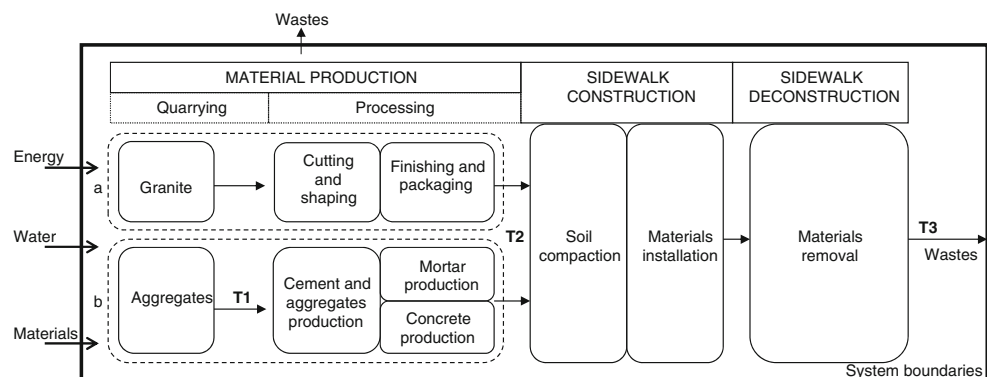 Wastes
MATERIAL PRODUCTION
SIDEWALK
CONSTRUCTION
SIDEWALK
DECONSTRUCTION
Quarrying
Processing
Energy
a
Granite
Cutting
and
shaping
Finishing and
packaging
Water
T2
Soil
compaction
Materials
installation
Materials
removal
T3
Wastes
b
Aggregates
T1
Cement and
aggregates
production
Mortar
production
Concrete
production
Materials
System boundaries